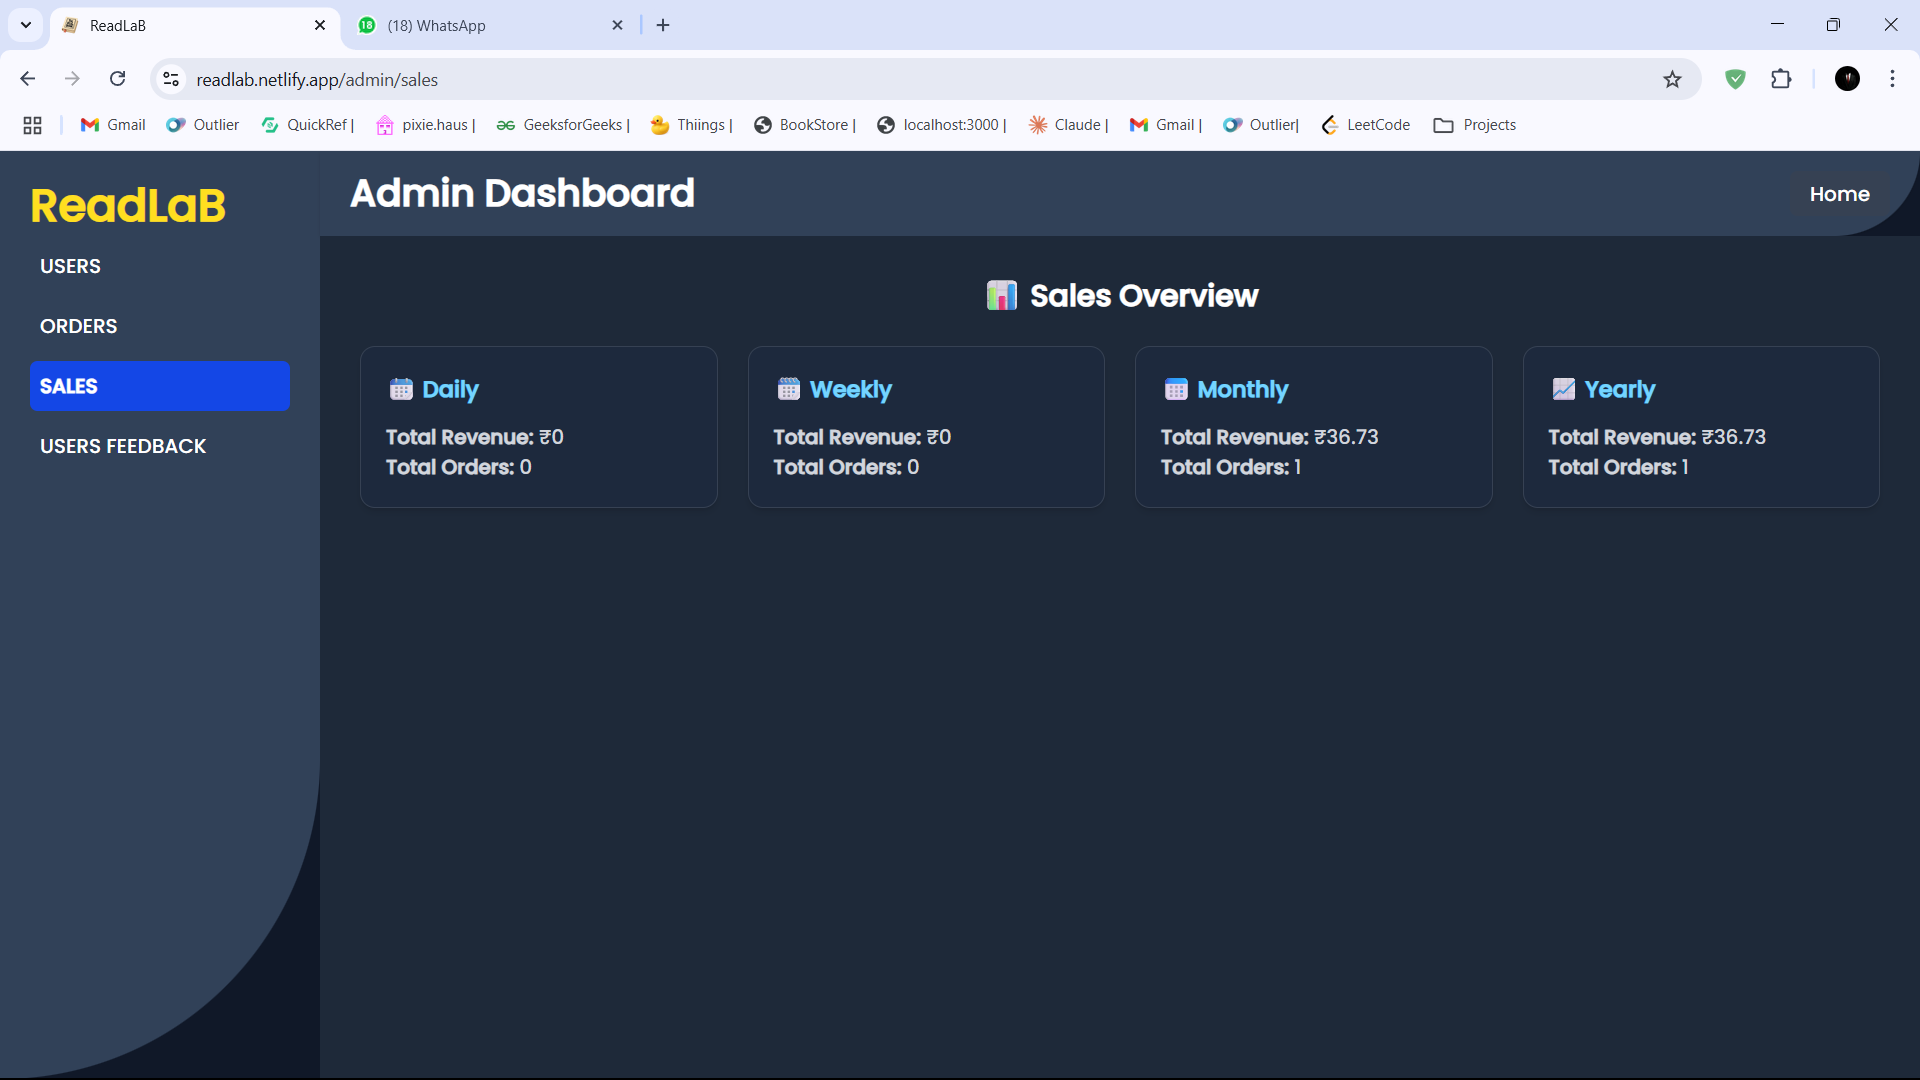 ReadLaB
(18) WhatsApp
readlab.netlify.app/admin/sales
Gmail
Outlier
QuickRef |
pixie.haus |
GeeksforGeeks |
Thiings |
BookStore |
localhost:3000 |
Claude |
Gmail |
Outlier|
LeetCode
Projects
ReadLaB
USERS
ORDERS
SALES
USERS FEEDBACK
Admin Dashboard
Home
Sales Overview
Daily
Total Revenue: ₹0
Total Orders: 0
Weekly
Total Revenue: ₹0
Total Orders: 0
Monthly
Total Revenue: ₹36.73
Total Orders: 1
Yearly
Total Revenue: ₹36.73
Total Orders: 1